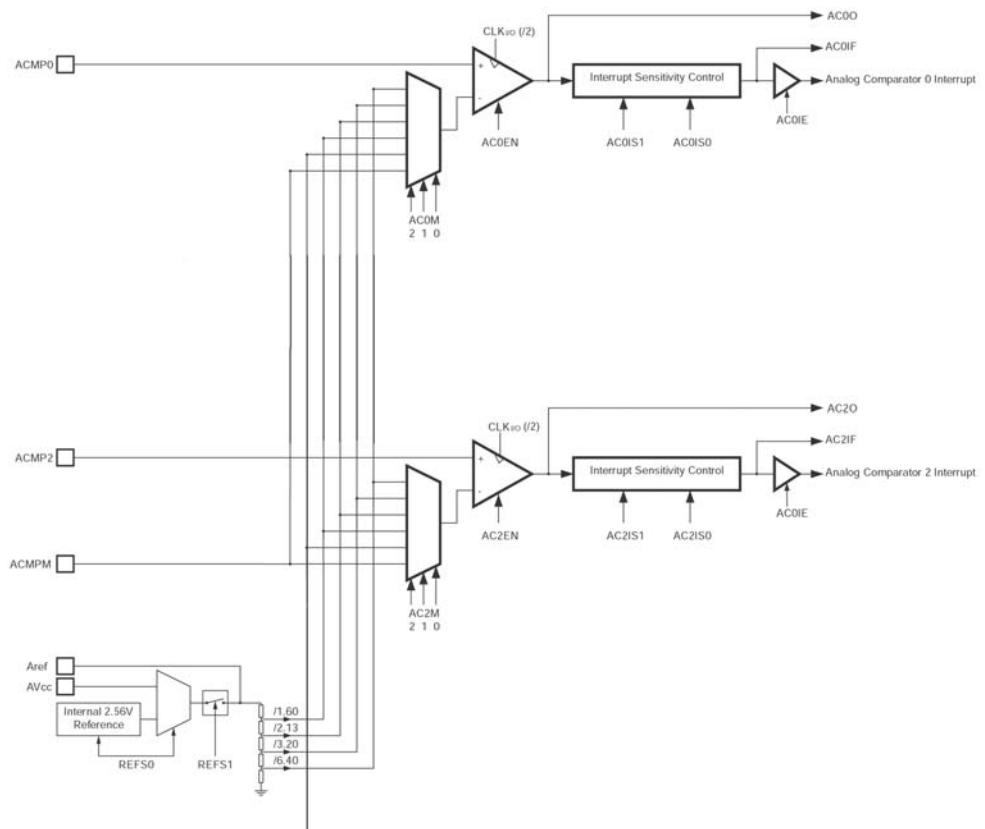 CLKI/O (/2)
AC0O
AC0IF
ACMP0
+
Interrupt Sensitivity Control
Analog Comparator 0 Interrupt
-
AC0EN
AC0IS1
AC0IS0
AC0IE
AC0M
2 1 0
CLKI/O (/2)
AC2O
AC2IF
ACMP2
+
Interrupt Sensitivity Control
Analog Comparator 2 Interrupt
-
AC2EN
AC2IS1
AC2IS0
AC0IE
ACMPM
AC2M
2 1 0
Aref
AVcc
Internal 2.56V
Reference
/1.60
/2.13
/3.20
/6.40
REFS0
REFS1